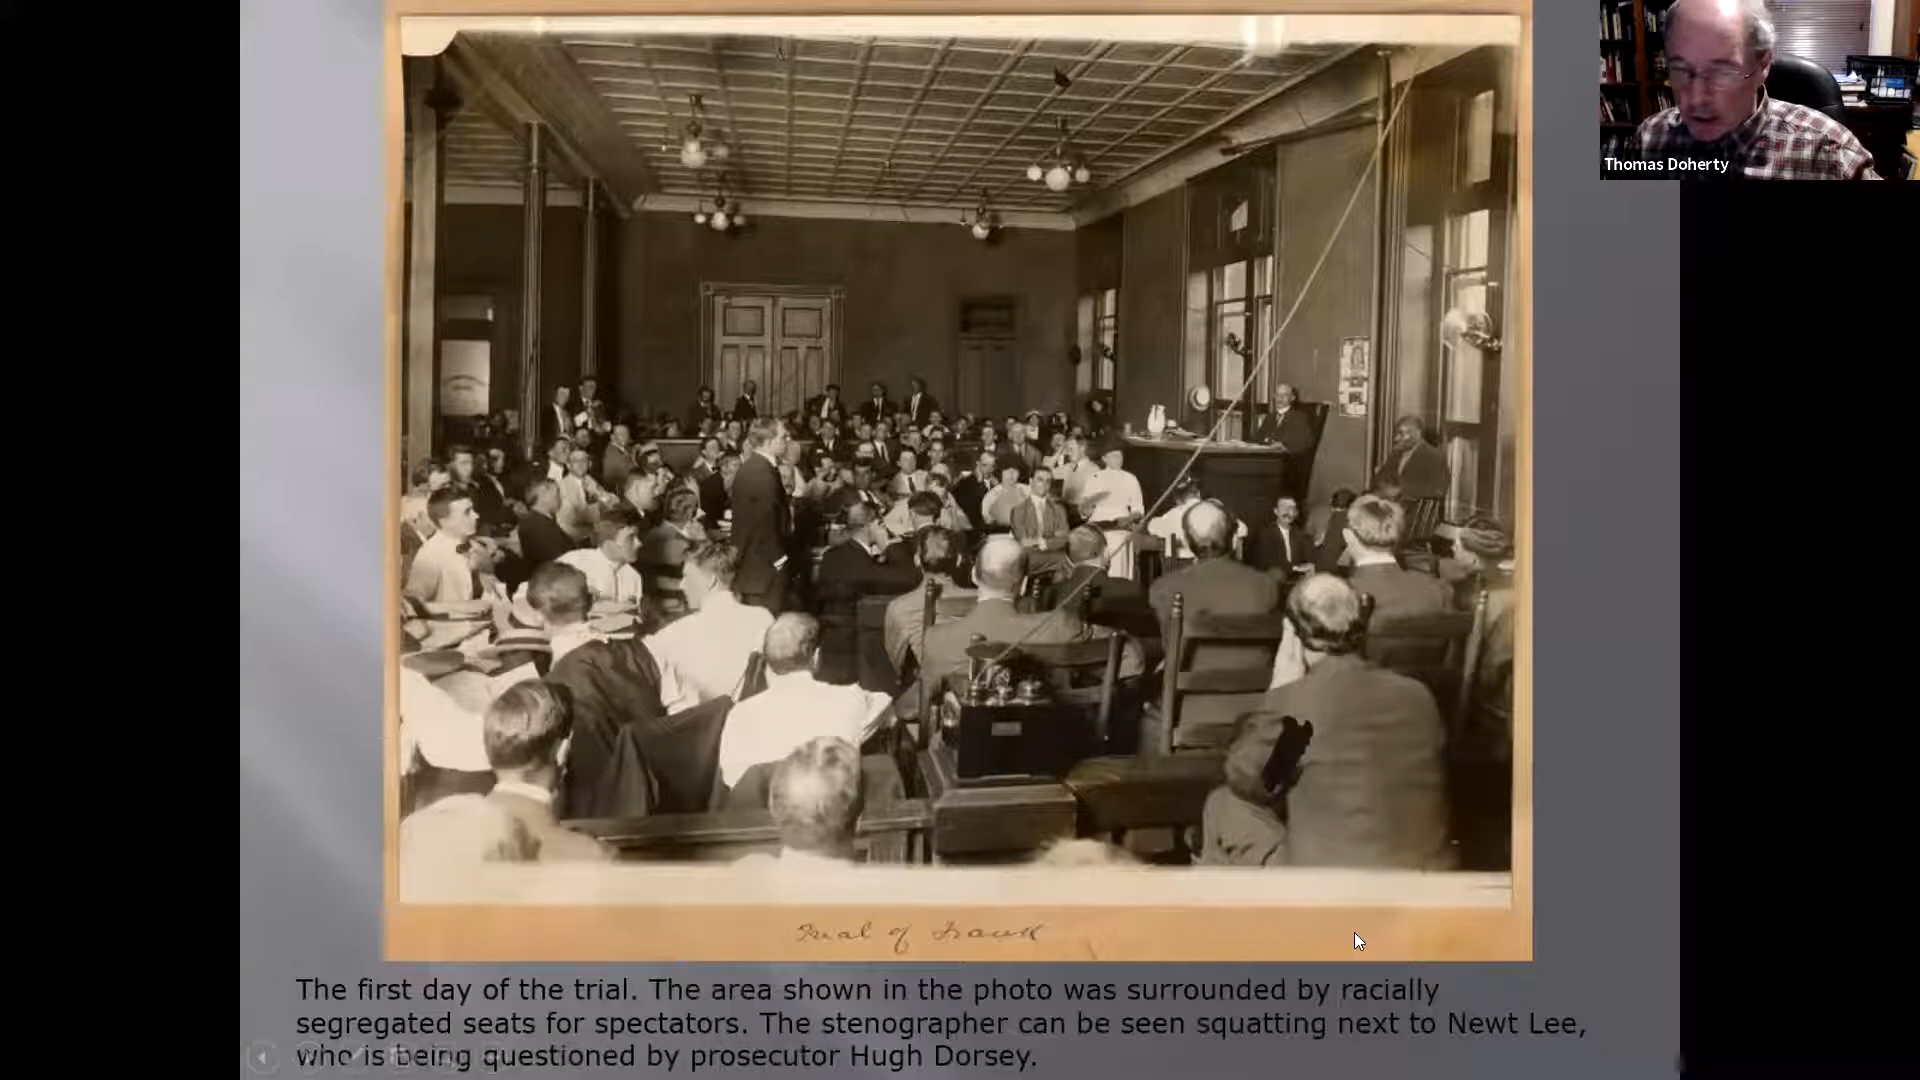 Thomas Doherty
Trial of Frank
The first day of the trial. The area shown in the photo was surrounded by racially
segregated seats for spectators. The stenographer can be seen squatting next to Newt Lee,
who is being questioned by prosecutor Hugh Dorsey.